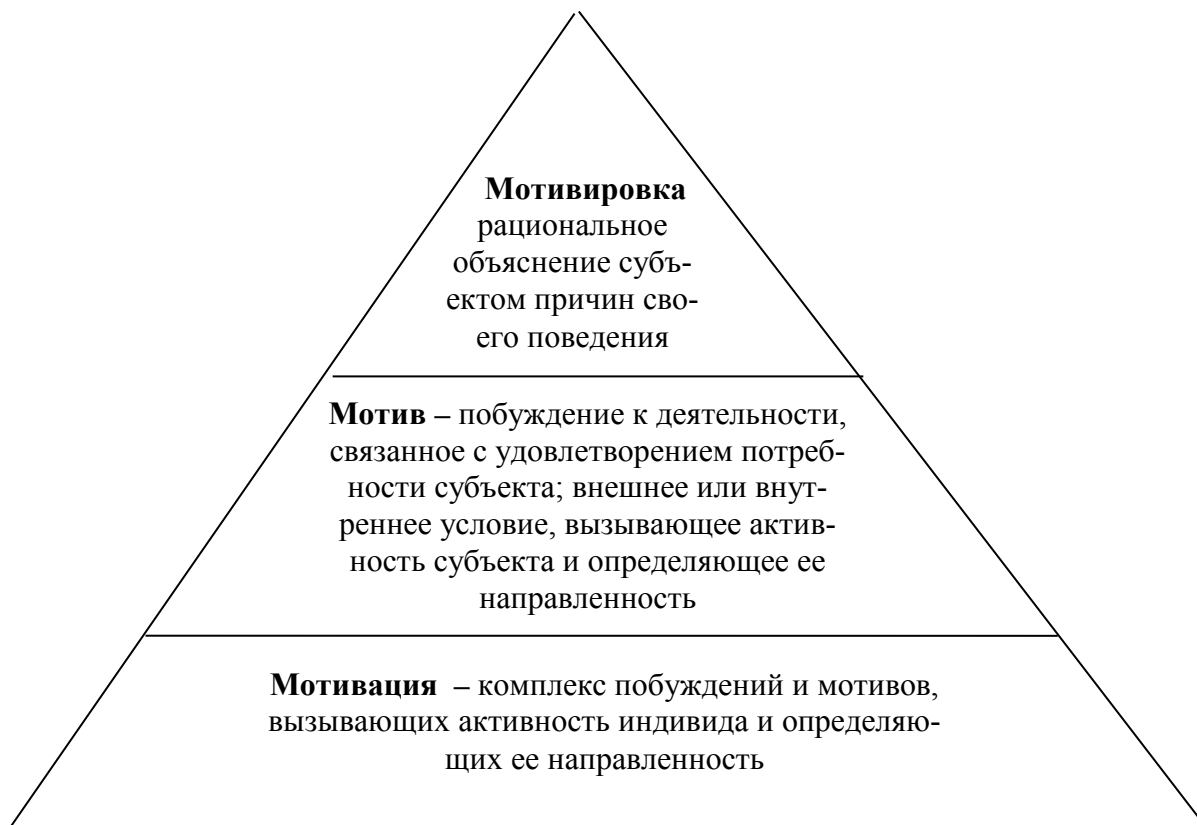 Мотивировка
рациональное
объяснение субъ-
ектом причин сво-
его поведения
Мотив – побуждение к деятельности,
связанное с удовлетворением потреб-
ности субъекта; внешнее или внут-
реннее условие, вызывающее актив-
ность субъекта и определяющее ее
направленность
Мотивация – комплекс побуждений и мотивов,
вызывающих активность индивида и определяю-
щих ее направленность